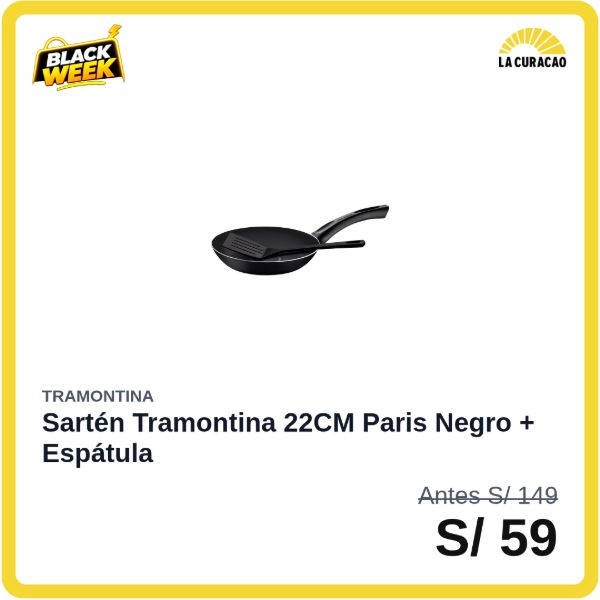 BLACK
WEEK
LA CURACAO
TRAMONTINA
Sartén Tramontina 22CM Paris Negro +
Espátula
Antes S/ 149
S/ 59